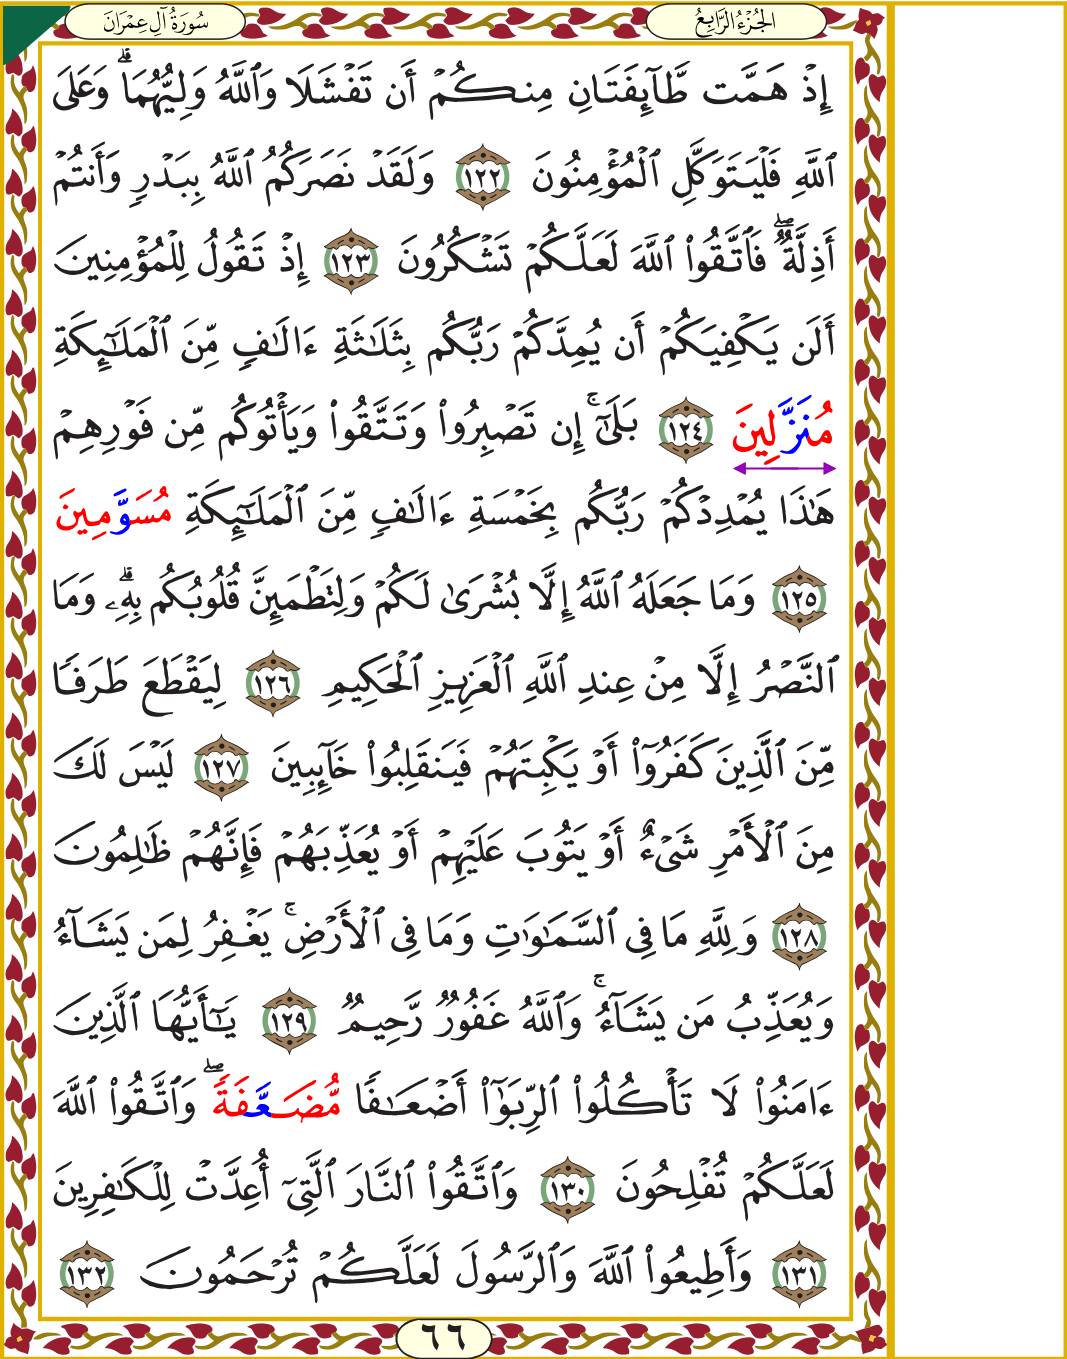 الجُزْءُ الرَّابِعُ
سُورَةُ آلِ عِمْرَانَ
إِذْ هَمَّت طَّآئِفَتَانِ مِنكُمْ أَن تَفْشَلَا وَٱللَّهُ وَلِيُّهُمَاۗ وَعَلَى
ٱللَّهِ فَلْيَتَوَكَّلِ ٱلْمُؤْمِنُونَ ١٢٢ وَلَقَدْ نَصَرَكُمُ ٱللَّهُ بِبَدْرٍ وَأَنتُمْ
أَذِلَّةٌۖ فَٱتَّقُوا۟ ٱللَّهَ لَعَلَّكُمْ تَشْكُرُونَ ١٢٣ إِذْ تَقُولُ لِلْمُؤْمِنِينَ
أَلَن يَكْفِيَكُمْ أَن يُمِدَّكُمْ رَبُّكُم بِثَلَٰثَةِ ءَالَٰفٍ مِّنَ ٱلْمَلَٰٓئِكَةِ
مُنَزَّلِينَ ١٢٤ بَلَىٰٓۚ إِن تَصْبِرُوا۟ وَتَتَّقُوا۟ وَيَأْتُوكُم مِّن فَوْرِهِمْ
هَٰذَا يُمْدِدْكُمْ رَبُّكُم بِخَمْسَةِ ءَالَٰفٍ مِّنَ ٱلْمَلَٰٓئِكَةِ مُسَوَّمِينَ
١٢٥ وَمَا جَعَلَهُ ٱللَّهُ إِلَّا بُشْرَىٰ لَكُمْ وَلِتَطْمَئِنَّ قُلُوبُكُم بِهِۦۗ وَمَا
ٱلنَّصْرُ إِلَّا مِنْ عِندِ ٱللَّهِ ٱلْعَزِيزِ ٱلْحَكِيمِ ١٢٦ لِيَقْطَعَ طَرَفًا
مِّنَ ٱلَّذِينَ كَفَرُوٓا۟ أَوْ يَكْبِتَهُمْ فَيَنقَلِبُوا۟ خَآئِبِينَ ١٢٧ لَيْسَ لَكَ
مِنَ ٱلْأَمْرِ شَىْءٌ أَوْ يَتُوبَ عَلَيْهِمْ أَوْ يُعَذِّبَهُمْ فَإِنَّهُمْ ظَٰلِمُونَ
١٢٨ وَلِلَّهِ مَا فِى ٱلسَّمَٰوَٰتِ وَمَا فِى ٱلْأَرْضِۚ يَغْفِرُ لِمَن يَشَآءُ
وَيُعَذِّبُ مَن يَشَآءُۚ وَٱللَّهُ غَفُورٌ رَّحِيمٌ ١٢٩ يَٰٓأَيُّهَا ٱلَّذِينَ
ءَامَنُوا۟ لَا تَأْكُلُوا۟ ٱلرِّبَوٰٓا۟ أَضْعَٰفًا مُّضَعَّفَةًۖ وَٱتَّقُوا۟ ٱللَّهَ
لَعَلَّكُمْ تُفْلِحُونَ ١٣٠ وَٱتَّقُوا۟ ٱلنَّارَ ٱلَّتِىٓ أُعِدَّتْ لِلْكَٰفِرِينَ
١٣١ وَأَطِيعُوا۟ ٱللَّهَ وَٱلرَّسُولَ لَعَلَّكُمْ تُرْحَمُونَ ١٣٢
٦٦